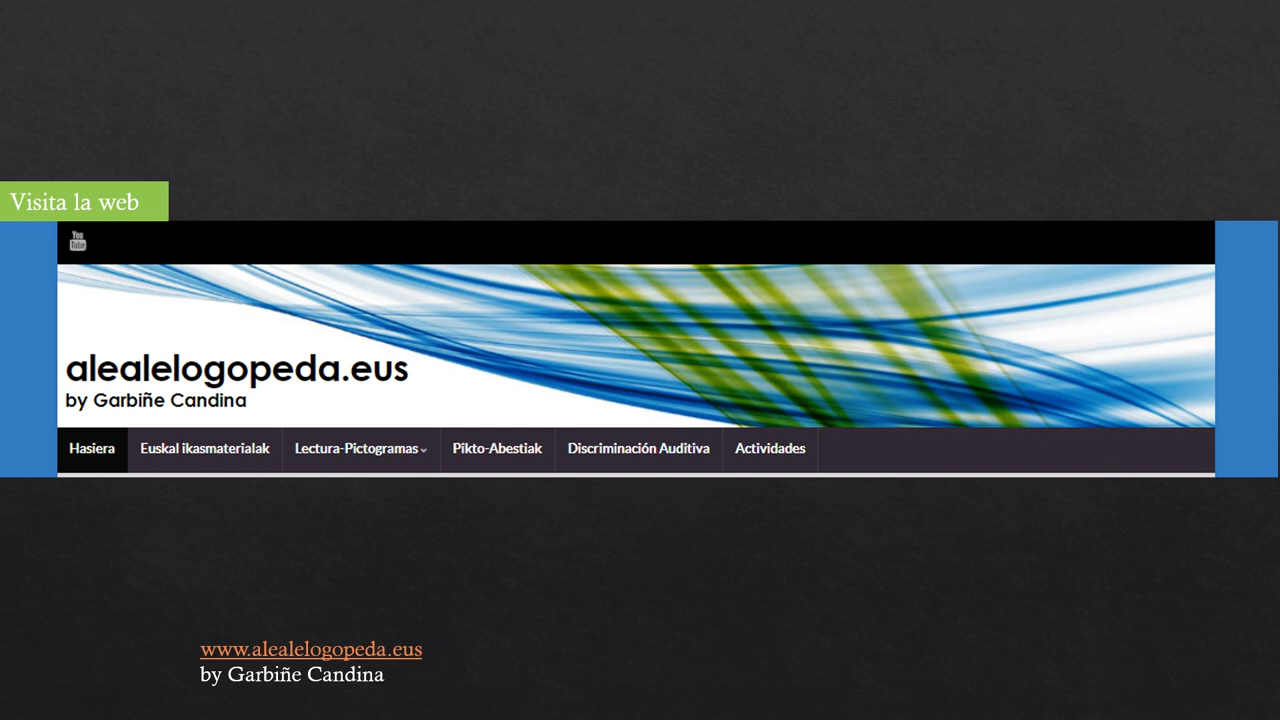 Visita la web
You
Tube
alealelogopeda.eus
by Garbiñe Candina
Hasiera Euskal ikasmaterialak Lectura-Pictogramas Pikto-Abestiak Discriminación Auditiva Actividades
www.alealelogopeda.eus
by Garbiñe Candina